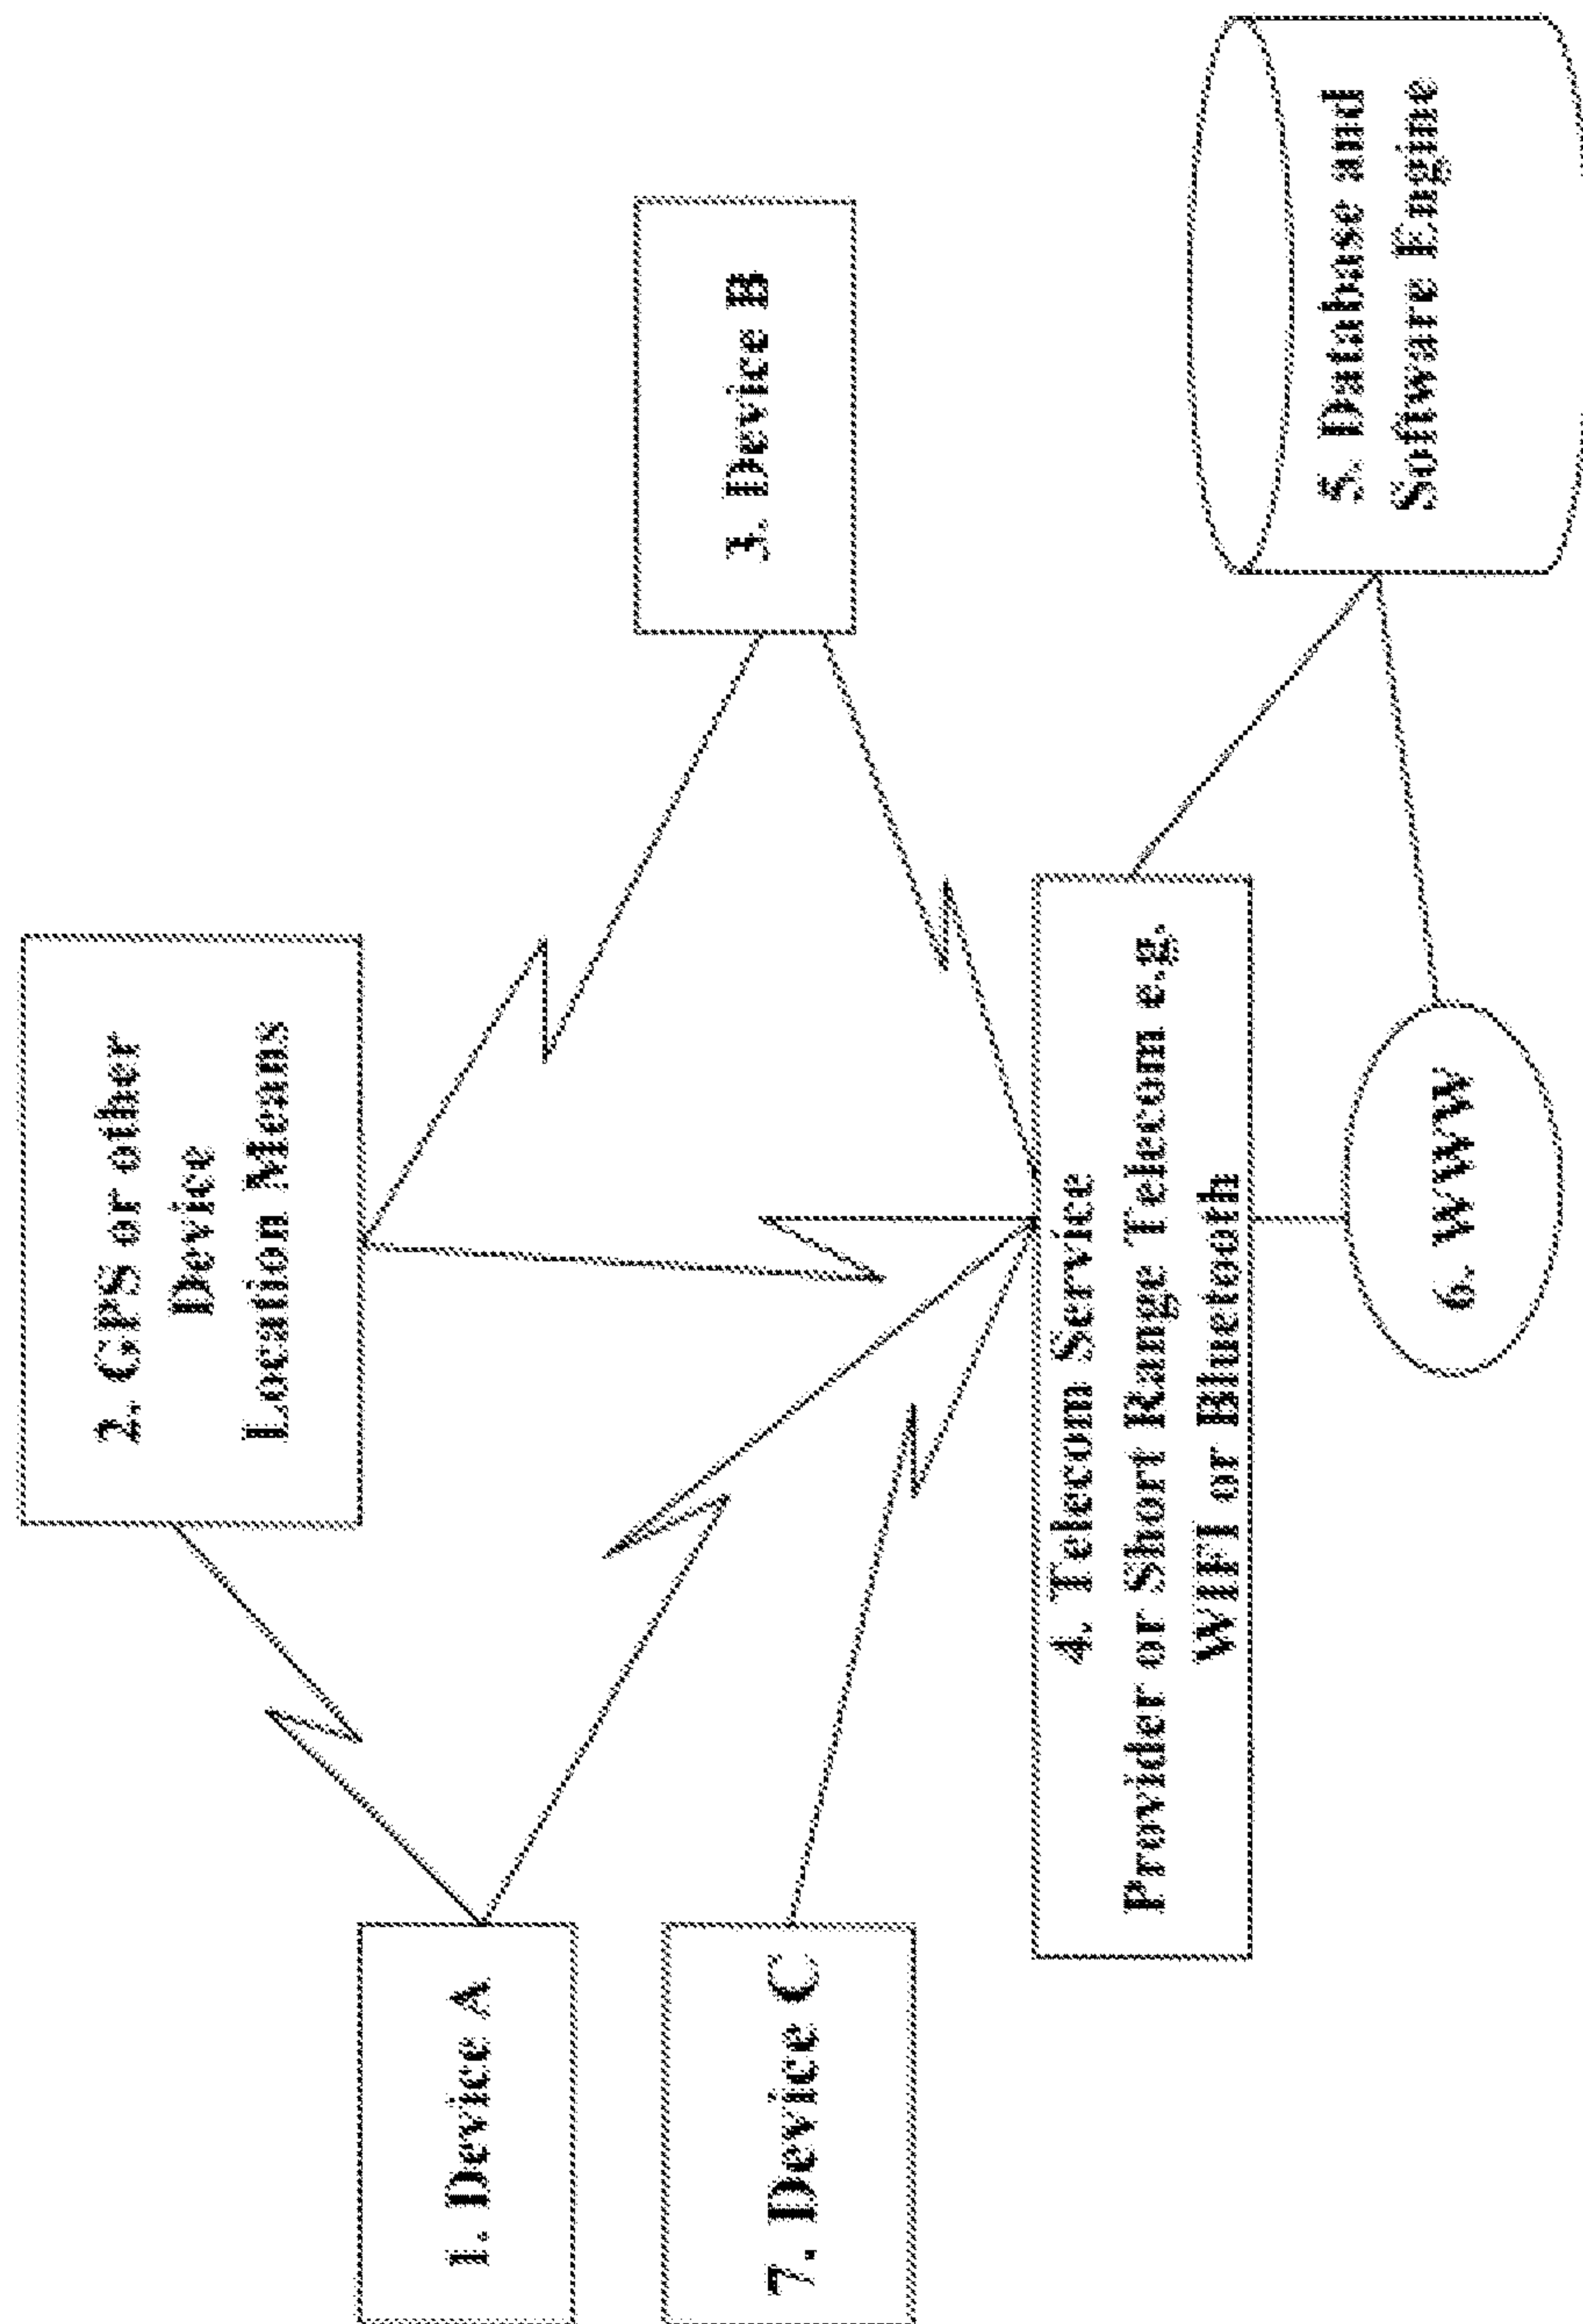 2. GPS or other
Device
Location Means
1. Device A
3. Device B
7. Device C
4. Telecom Service
Provider or Short Range Telecom e.g.
WIFI or Bluetooth
5. Database and
Software Engine
6. WWW